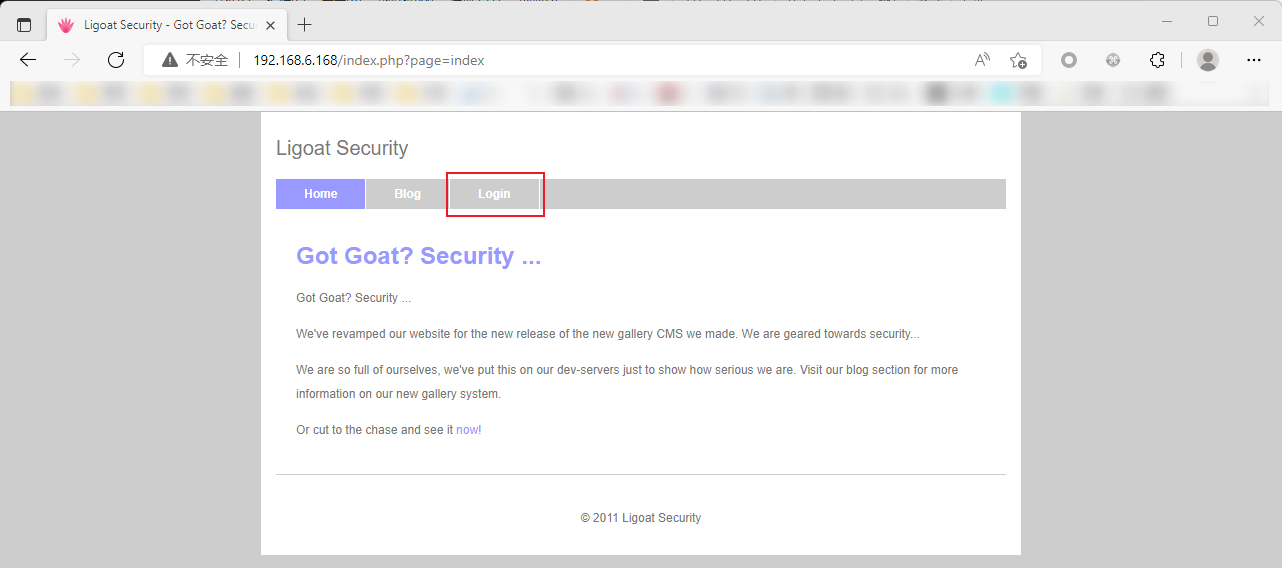 Ligoat Security - Got Goat? Secu
不安全 192.168.6.168/index.php?page=index
Ligoat Security
Home Blog Login
Got Goat? Security ...
Got Goat? Security ...
We've revamped our website for the new release of the new gallery CMS we made. We are geared towards security...
We are so full of ourselves, we've put this on our dev-servers just to show how serious we are. Visit our blog section for more
information on our new gallery system.
Or cut to the chase and see it now!
© 2011 Ligoat Security